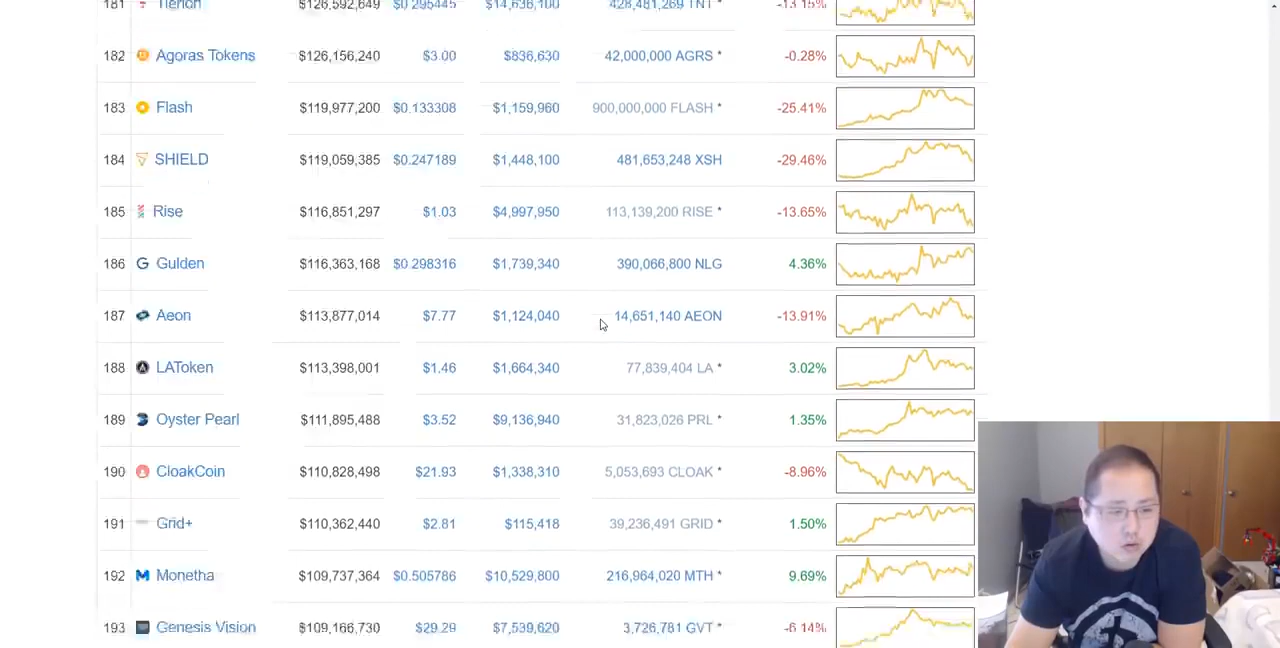 181 Tierion $126,592,649 $0.295445 $14,636,101 428,481,269 TNT * -13.15%
182 Agoras Tokens $126,156,240 $3.00 $836,630 42,000,000 AGRS * -0.28%
183 Flash $119,977,200 $0.133308 $1,159,960 900,000,000 FLASH * -25.41%
184 SHIELD $119,059,385 $0.247189 $1,448,100 481,653,248 XSH -29.46%
185 Rise $116,851,297 $1.03 $4,997,950 113,139,200 RISE * -13.65%
186 Gulden $116,363,168 $0.298316 $1,739,340 390,066,800 NLG 4.36%
187 Aeon $113,877,014 $7.77 $1,124,040 14,651,140 AEON -13.91%
188 LAToken $113,398,001 $1.46 $1,664,340 77,839,404 LA * 3.02%
189 Oyster Pearl $111,895,488 $3.52 $9,136,940 31,823,026 PRL * 1.35%
190 CloakCoin $110,828,498 $21.93 $1,338,310 5,053,693 CLOAK * -8.96%
191 Grid+ $110,362,440 $2.81 $115,418 39,236,491 GRID * 1.50%
192 Monetha $109,737,364 $0.505786 $10,529,800 216,964,020 MTH * 9.69%
193 Genesis Vision $109,166,730 $29.29 $7,539,620 3,726,781 GVT * -6.14%